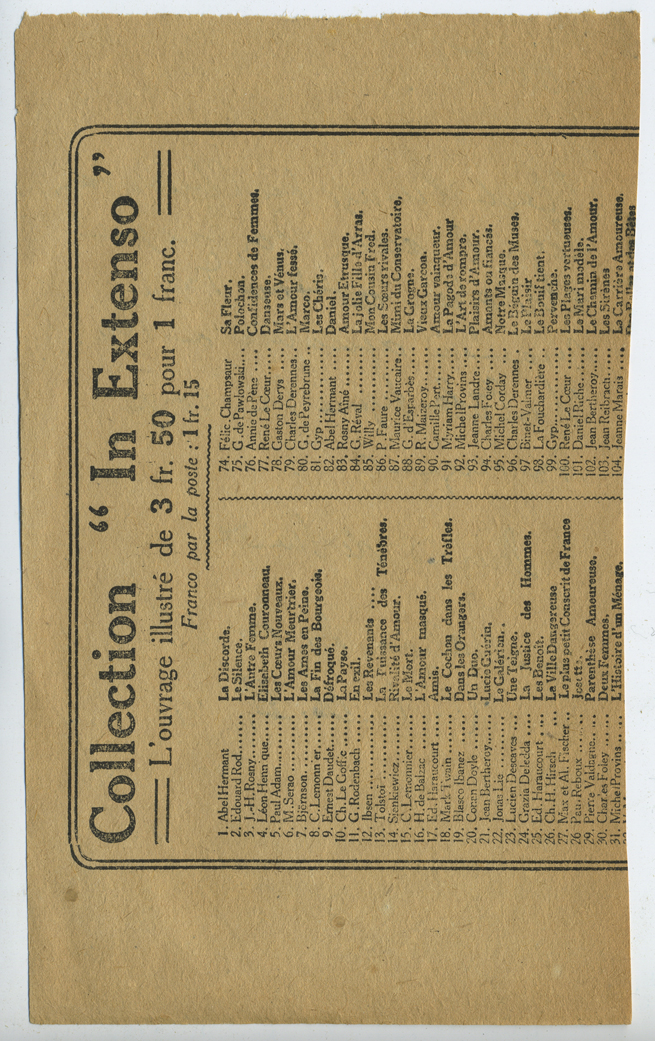 Collection “In Extenso”
L'ouvrage illustré de 3 fr. 50 pour 1 franc.
Franco par la poste : 1 fr. 15
1. Abel Hermant La Discorde.
2. Edouard Rod........ Le Silence.
3. J.-H. Rosny........ L'Autre Femme.
4. Léon Henn que..... Elisabeth Couronneau.
5. Paul Adam........ Les Cœurs Nouveaux.
6. M. Serao .......... L'Amour Meurtrier.
7. Björnson.......... Les Ames en Peine.
8. C. Lemonn er...... La Fin des Bourgeois.
9. Ernest Daudet...... Défroqué.
10. Ch. Le Goffic ..... La Payse.
11. G. Rodenbach ..... En exil.
12. Ibsen ............ Les Revenants ....
13. Tolstoï ........... La Puissance des Ténèbres.
14. Sienkiewicz ....... Rivalité d'Amour.
15. C. Lemonnier...... Le Mort.
16. H. de Balzac ...... L'Amour masqué.
17. Ed. Haraucourt .... Amis.
18. Mark Twain ....... Le Cochon dans les Trèfles.
19. Blasco Ibanez ..... Dans les Orangers.
20. Conan Doyle ...... Un Duo.
21. Jean Bertheroy..... Lucie Guérin.
22. Jonas Lie ......... Le Galérien..
23. Lucien Descaves ... Une Teigne.
24. Grazia Deledda .... La Justice des Hommes.
25. Ed. Haraucourt .... Les Benoit.
26. Ch.-H. Hirsch ..... La Ville Dangereuse
27. Max et Al. Fischer.. Le plus petit Conscrit de France
28 Paul Reboux ...... Josette.
29. Pierre Valdagne.... Parenthèse Amoureuse.
30. Charles Foley ..... Deux Femmes.
31. Michel Provins .... L'Histoire d'un Ménage.
74. Félic. Champsaur Sa Fleur.
75. G. de Pawlowski.... Polochon.
76. Annie de Pène .... Confidences de Femmes.
77. René Le Cœur...... Danseuse.
78. Gaston Derys ..... Mars et Vénus.
79. Charles Derennes... L'Amour fessé.
80. G. de Peyrebrune .. Marco.
81. Gyp .............. Les Chéris.
82. Abel Hermant ..... Daniel.
83. Rosny Aîné ....... Amour Etrusque.
84. G. Réval ......... La jolie Fille d'Arras.
85. Willy ............ Mon Cousin Fred.
86. P. Faure .......... Les Sœurs rivales.
87. Maurice Vaucaire.. Mimi du Conservatoire.
88. G. d'Esparbès..... La Grogne.
89. R. Maizeroy....... Vieux Garçon.
90. Camille Pert...... Amour vainqueur.
91 Myriam Harry..... La Pagode d'Amour
92. Michel Provins .... L'Art de rompre.
93. Jeanne Landre..... Plaisirs d'Amour.
94. Charles Foley .... Amants ou fiancés.
95. Michel Corday .... Notre Masque.
96. Charles Derennes . Le Béguin des Muses.
97 Binet-Valmer ..... Le Plaisir
98. La Fouchardière .. Le Bouif tient.
99. Gyp.............. Pervenche.
100. René Le Cœur .... Les Plages vertueuses.
101. Daniel Riche...... Le Mari modèle.
102. Jean Bertheroy..... Le Chemin de l'Amour.
103. Jean Reibrach..... Les Sirènes
104. Jeanne Marais .... La Carrière Amoureuse.